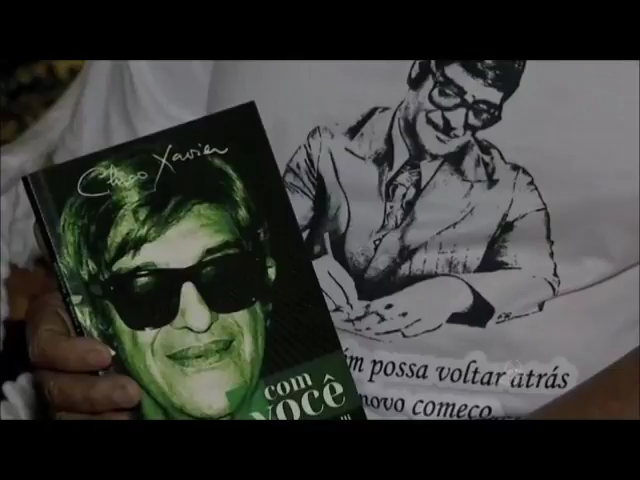 Chico Xavier
com
você
possa voltar atrás
novo começo